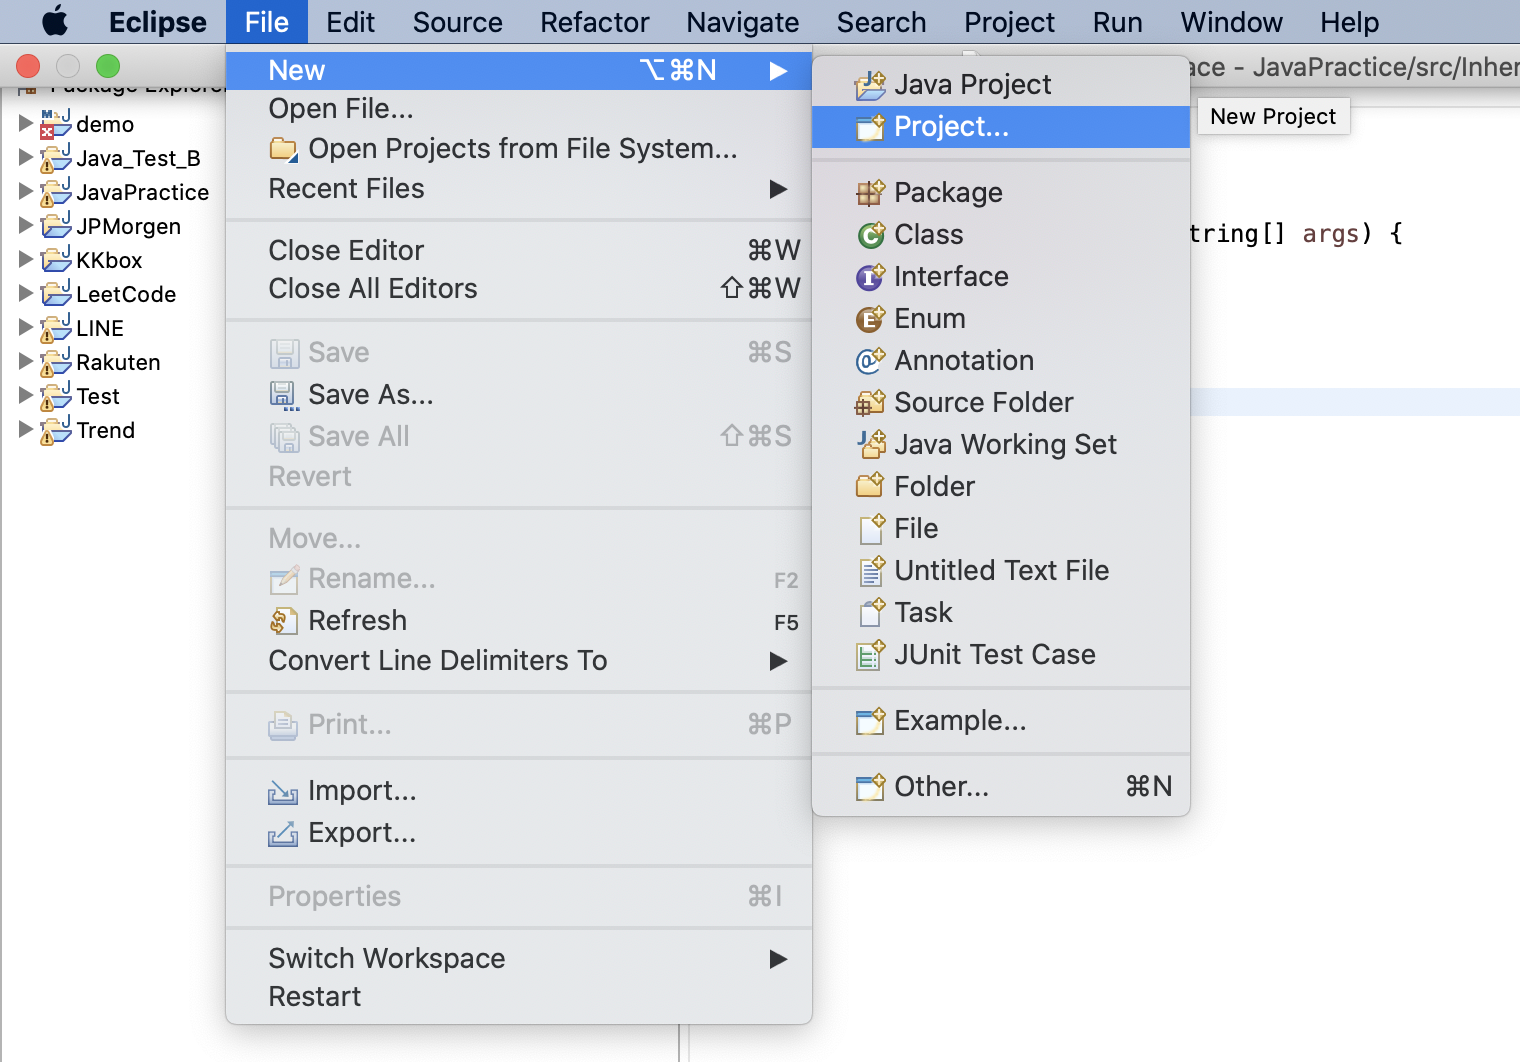 Eclipse File Edit Source Refactor Navigate Search Project Run Window Help
ace - JavaPractice/src/Inher
Package Explorer
demo
Java_Test_B
JavaPractice
JPMorgen
KKbox
LeetCode
LINE
Rakuten
Test
Trend
New ⌥⌘N
Open File...
Open Projects from File System...
Recent Files
Close Editor ⌘W
Close All Editors ⇧⌘W
Save ⌘S
Save As...
Save All ⇧⌘S
Revert
Move...
Rename... F2
Refresh F5
Convert Line Delimiters To
Print... ⌘P
Import...
Export...
Properties ⌘I
Switch Workspace
Restart
Java Project
Project...
Package
Class
Interface
Enum
Annotation
Source Folder
Java Working Set
Folder
File
Untitled Text File
Task
JUnit Test Case
Example...
Other... ⌘N
New Project
tring[] args) {